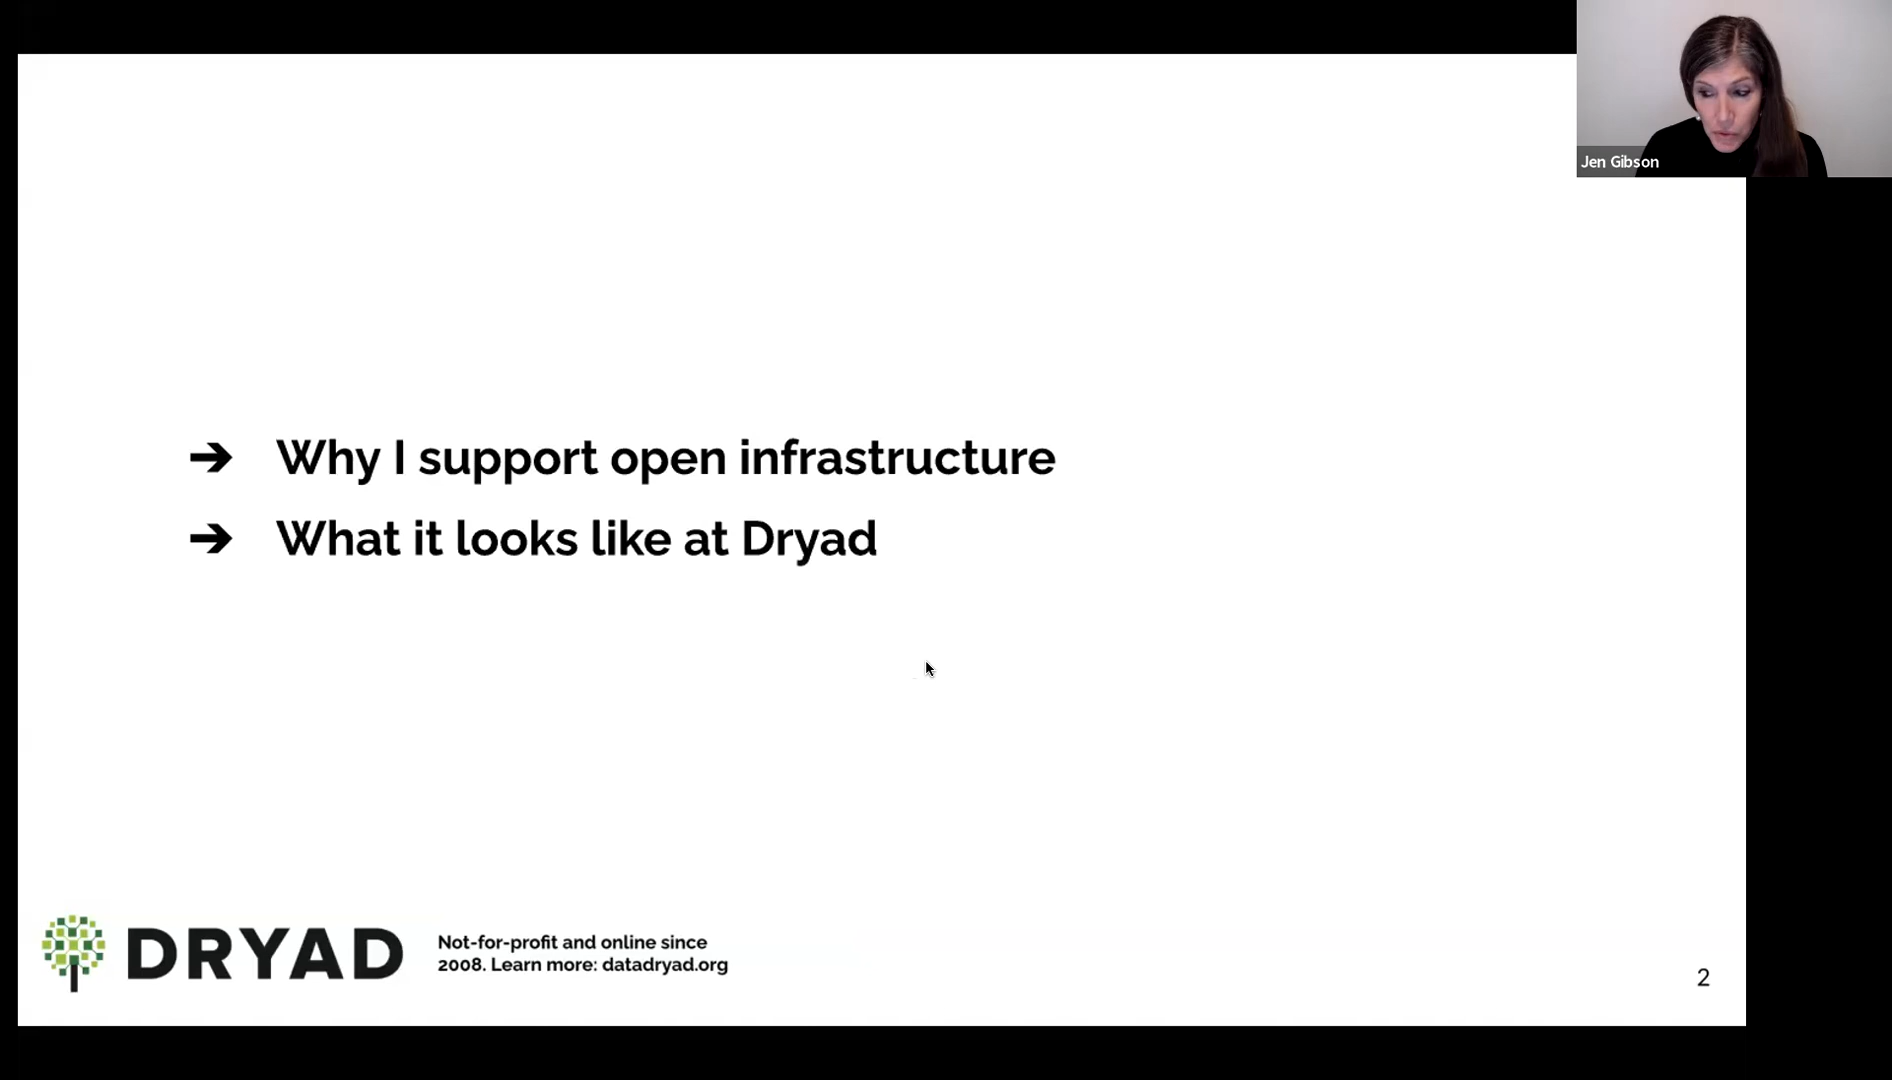 Jen Gibson
➔ Why I support open infrastructure
➔ What it looks like at Dryad
DRYAD
Not-for-profit and online since
2008. Learn more: datadryad.org
2